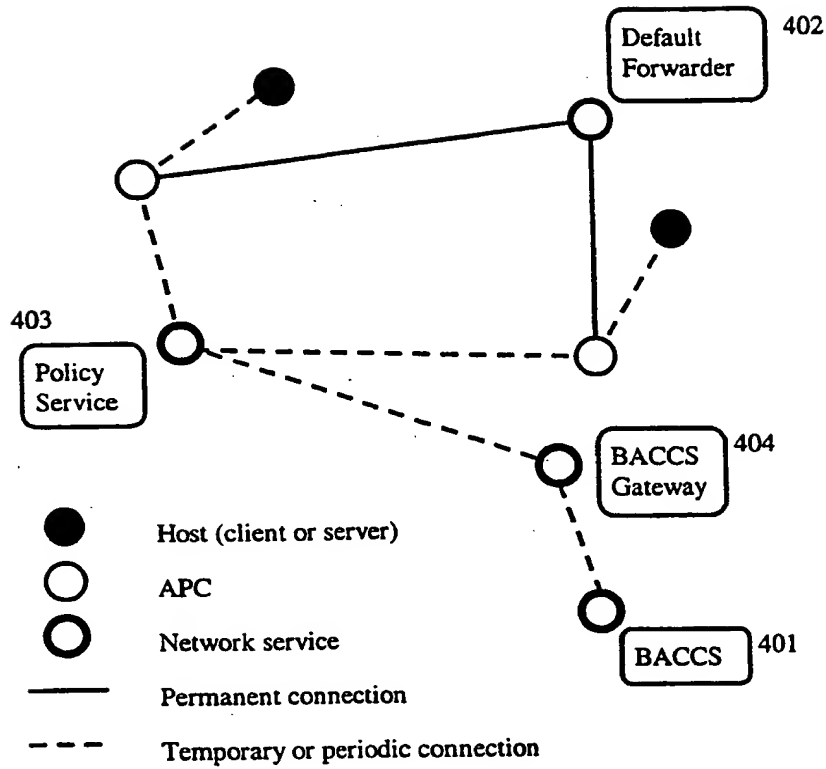 402
Default
Forwarder
403
Policy
Service
BACCS
Gateway
404
Host (client or server)
APC
Network service
BACCS
401
Permanent connection
Temporary or periodic connection